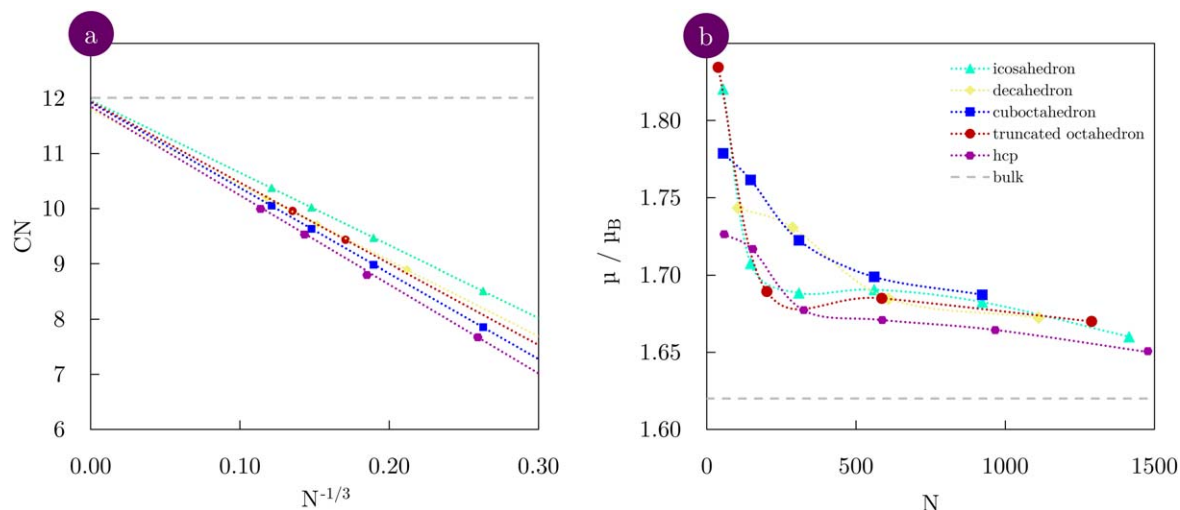 a
12
11
10
9
8
7
6
CN
0.00 0.10 0.20 0.30
N-1/3
b
1.80
1.75
1.70
1.65
1.60
μ / μB
0 500 1000 1500
N
icosahedron
decahedron
cuboctahedron
truncated octahedron
hcp
bulk